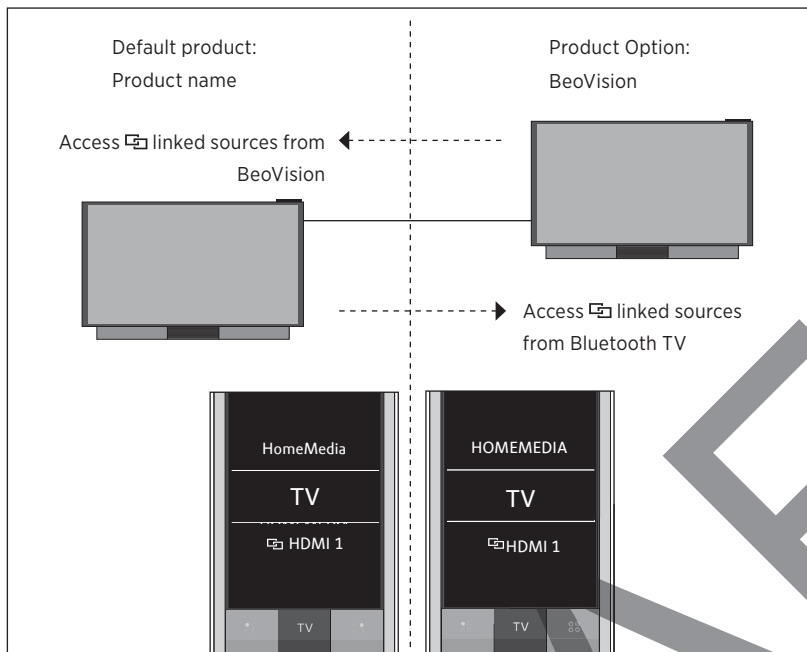 Default product:
Product name
Product Option:
BeoVision
Access linked sources from
BeoVision
Access linked sources
from Bluetooth TV
HomeMedia
TV
HDMI 1
TV
HOMEMEDIA
TV
HDMI 1
TV